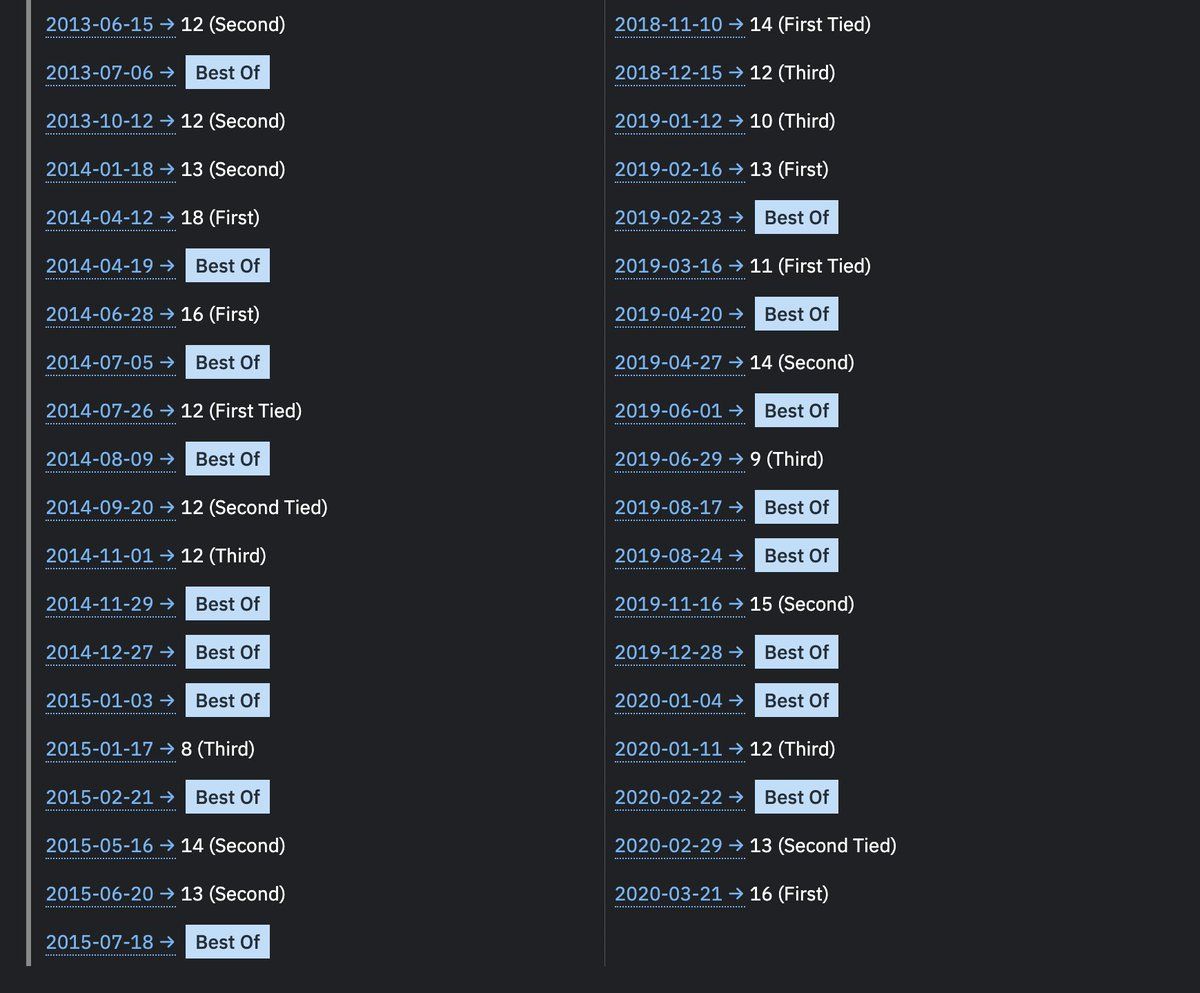 2013-06-15 → 12 (Second)
2013-07-06 → Best Of
2013-10-12 → 12 (Second)
2014-01-18 → 13 (Second)
2014-04-12 → 18 (First)
2014-04-19 → Best Of
2014-06-28 → 16 (First)
2014-07-05 → Best Of
2014-07-26 → 12 (First Tied)
2014-08-09 → Best Of
2014-09-20 → 12 (Second Tied)
2014-11-01 → 12 (Third)
2014-11-29 → Best Of
2014-12-27 → Best Of
2015-01-03 → Best Of
2015-01-17 → 8 (Third)
2015-02-21 → Best Of
2015-05-16 → 14 (Second)
2015-06-20 → 13 (Second)
2015-07-18 → Best Of
2018-11-10 → 14 (First Tied)
2018-12-15 → 12 (Third)
2019-01-12 → 10 (Third)
2019-02-16 → 13 (First)
2019-02-23 → Best Of
2019-03-16 → 11 (First Tied)
2019-04-20 → Best Of
2019-04-27 → 14 (Second)
2019-06-01 → Best Of
2019-06-29 → 9 (Third)
2019-08-17 → Best Of
2019-08-24 → Best Of
2019-11-16 → 15 (Second)
2019-12-28 → Best Of
2020-01-04 → Best Of
2020-01-11 → 12 (Third)
2020-02-22 → Best Of
2020-02-29 → 13 (Second Tied)
2020-03-21 → 16 (First)